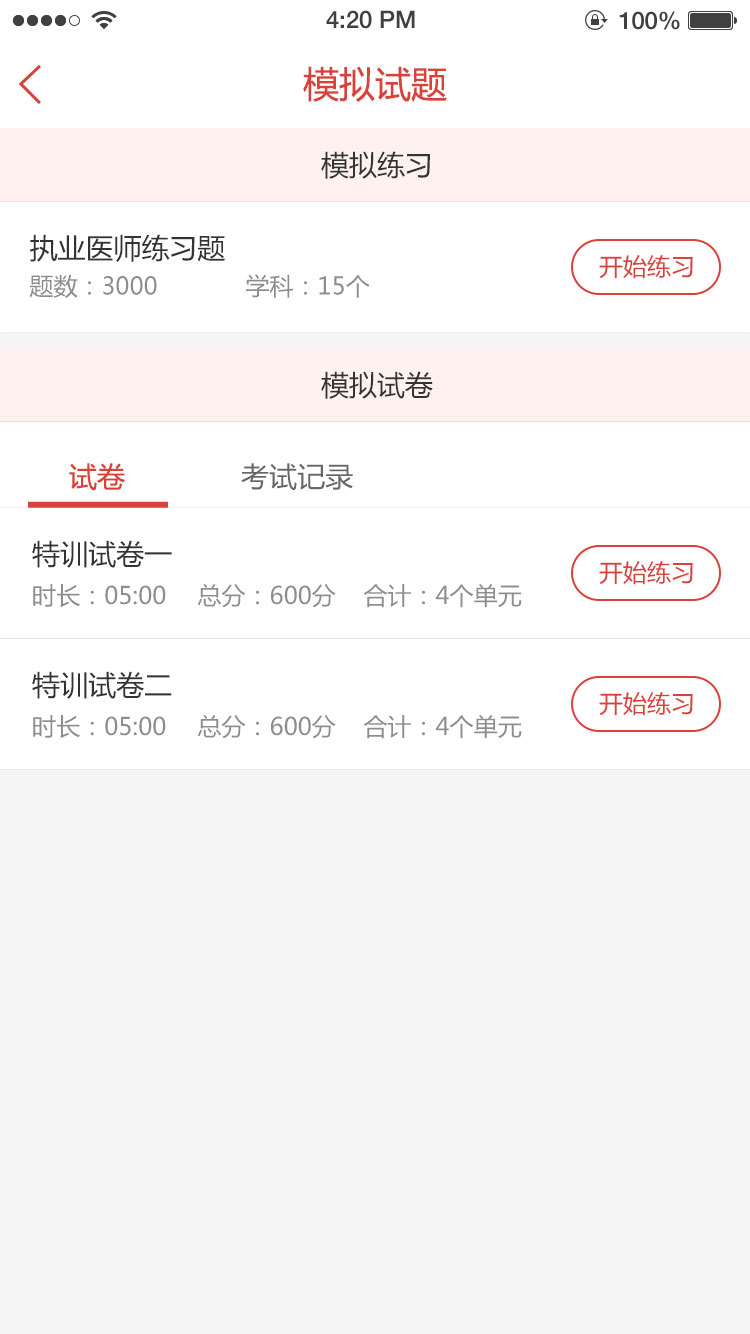 4:20 PM 100%
模拟试题
模拟练习
执业医师练习题
题数：3000 学科：15个
开始练习
模拟试卷
试卷 考试记录
特训试卷一
时长：05:00 总分：600分 合计：4个单元
开始练习
特训试卷二
时长：05:00 总分：600分 合计：4个单元
开始练习